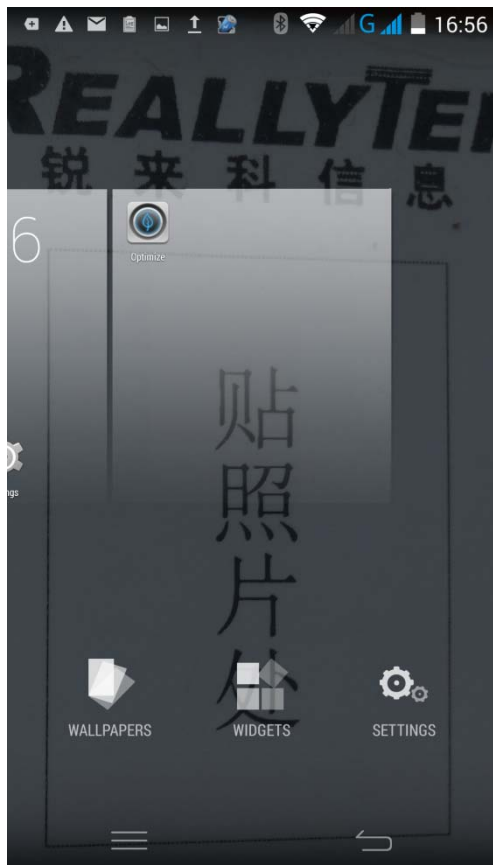 G 16:56
REALLYTE
锐来科信息
6
Optimize
贴
照
片
处
ngs
WALLPAPERS
WIDGETS
SETTINGS